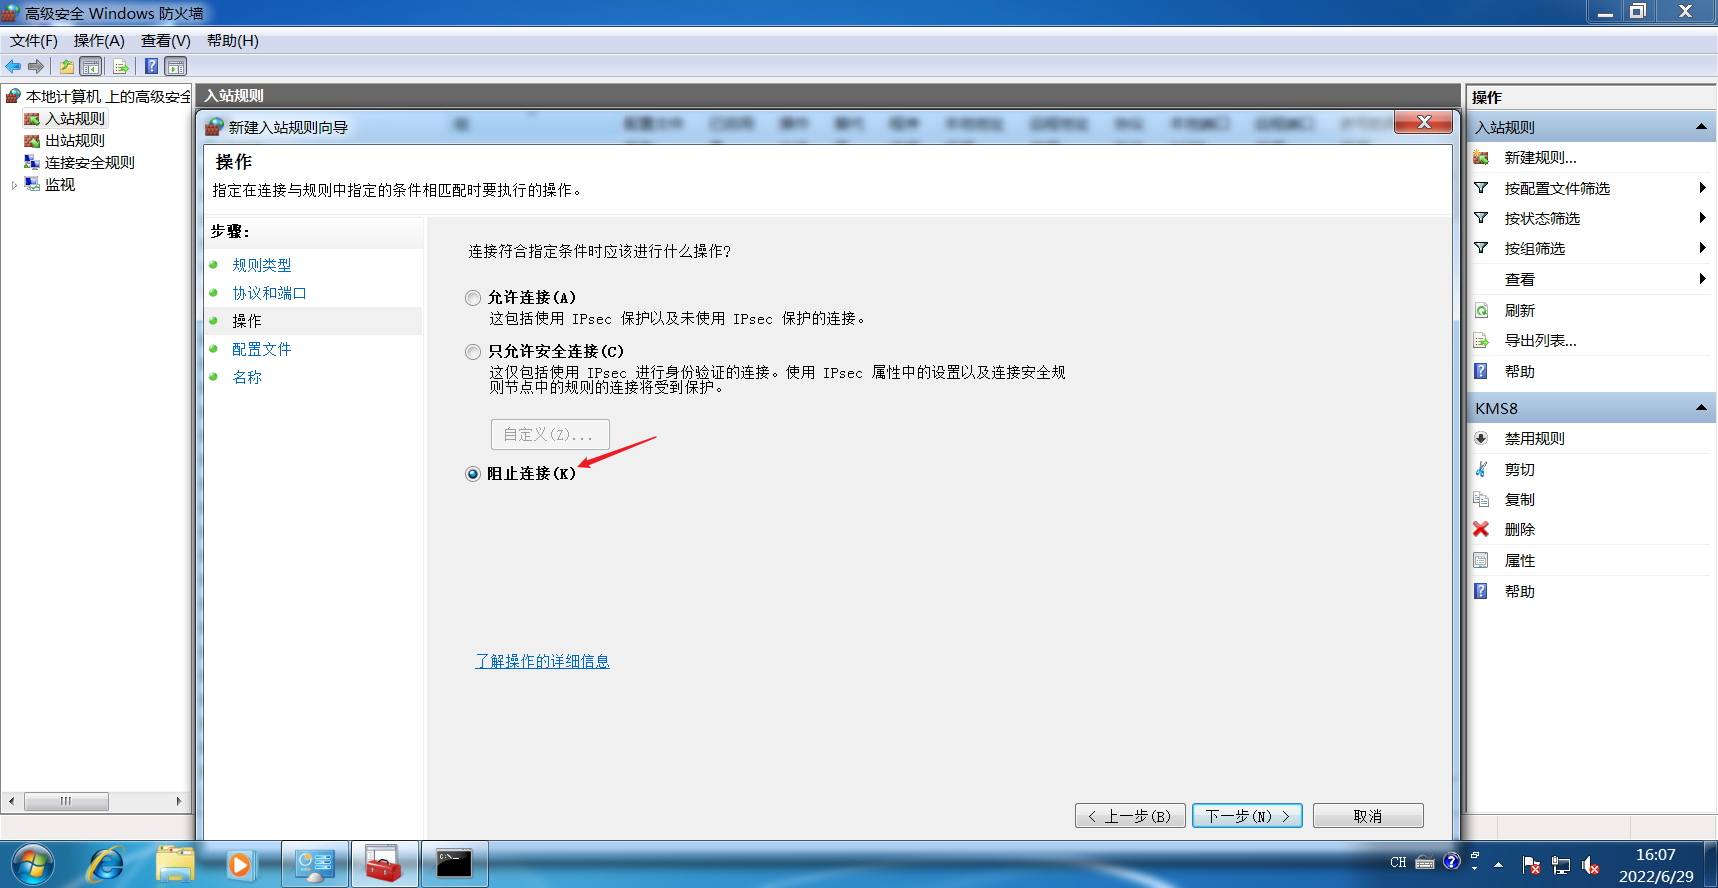 高级安全 Windows 防火墙
文件(F) 操作(A) 查看(V) 帮助(H)
本地计算机 上的高级安全
入站规则
出站规则
连接安全规则
监视
入站规则
新建入站规则向导
操作
指定在连接与规则中指定的条件相匹配时要执行的操作。
步骤:
规则类型
协议和端口
操作
配置文件
名称
连接符合指定条件时应该进行什么操作?
允许连接(A)
这包括使用 IPsec 保护以及未使用 IPsec 保护的连接。
只允许安全连接(C)
这仅包括使用 IPsec 进行身份验证的连接。使用 IPsec 属性中的设置以及连接安全规
则节点中的规则的连接将受到保护。
自定义(Z)...
阻止连接(K)
了解操作的详细信息
< 上一步(B)
下一步(N) >
取消
操作
入站规则
新建规则...
按配置文件筛选
按状态筛选
按组筛选
查看
刷新
导出列表...
帮助
KMS8
禁用规则
剪切
复制
删除
属性
帮助
CH
16:07
2022/6/29